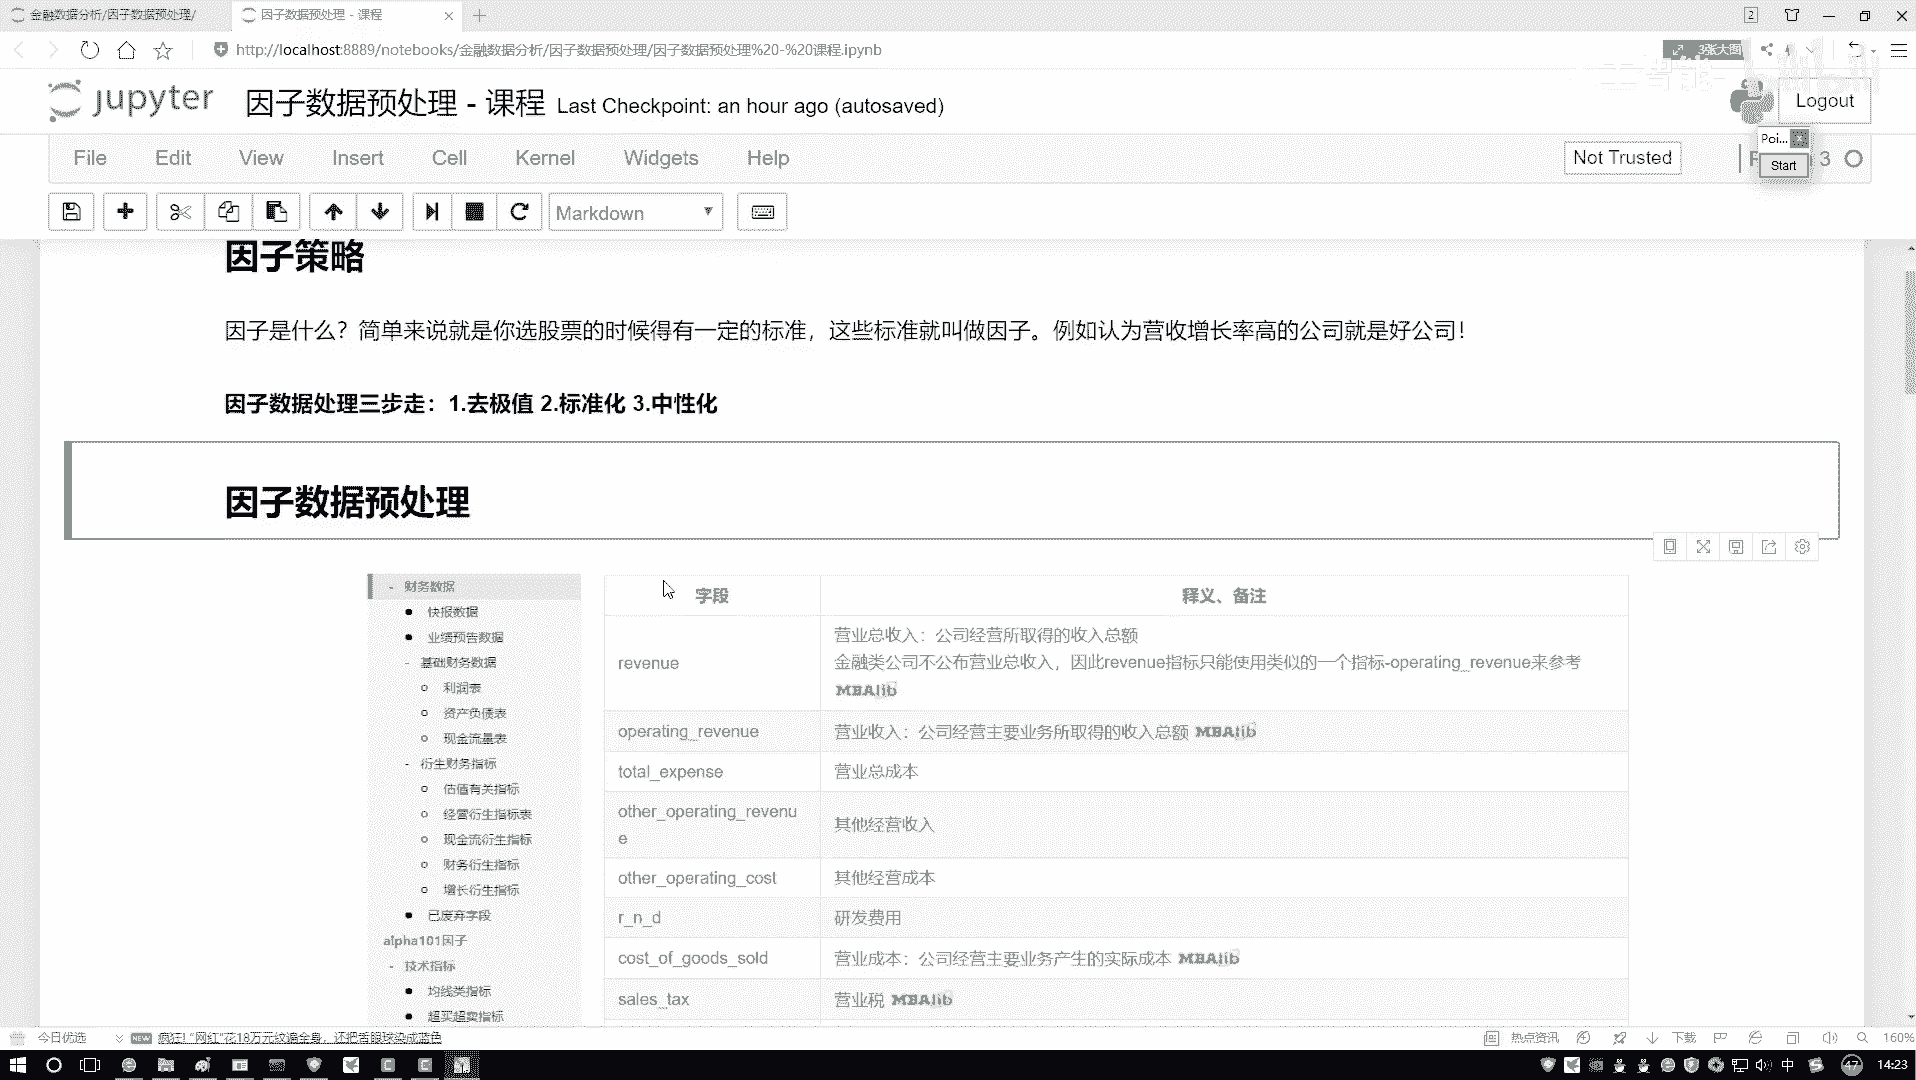 金融数据分析/因子数据预处理/
因子数据预处理 - 课程
2
http://localhost:8889/notebooks/金融数据分析/因子数据预处理/因子数据预处理%20-%20课程.ipynb
3张大图
jupyter
因子数据预处理 - 课程
Last Checkpoint: an hour ago (autosaved)
Logout
File
Edit
View
Insert
Cell
Kernel
Widgets
Help
Not Trusted
Poi...
Start
3
Markdown
因子策略
因子是什么？简单来说就是你选股票的时候得有一定的标准，这些标准就叫做因子。例如认为营收增长率高的公司就是好公司！
因子数据处理三步走：1.去极值 2.标准化 3.中性化
因子数据预处理
- 财务数据
快报数据
业绩预告数据
- 基础财务数据
利润表
资产负债表
现金流量表
- 衍生财务指标
估值有关指标
经营衍生指标表
现金流衍生指标
财务衍生指标
增长衍生指标
已废弃字段
alpha101因子
- 技术指标
均线类指标
超买超卖指标
字段
释义、备注
revenue
营业总收入：公司经营所取得的收入总额
金融类公司不公布营业总收入，因此revenue指标只能使用类似的一个指标-operating_revenue来参考
MBAlib
operating_revenue
营业收入：公司经营主要业务所取得的收入总额 MBAlib
total_expense
营业总成本
other_operating_revenu
e
其他经营收入
other_operating_cost
其他经营成本
r_n_d
研发费用
cost_of_goods_sold
营业成本：公司经营主要业务产生的实际成本 MBAlib
sales_tax
营业税 MBAlib
今日优选
NEW
疯狂！“网红”花18万元纹遍全身，还把香眼球染成蓝色
热点资讯
下载
160%
中
47
14:23